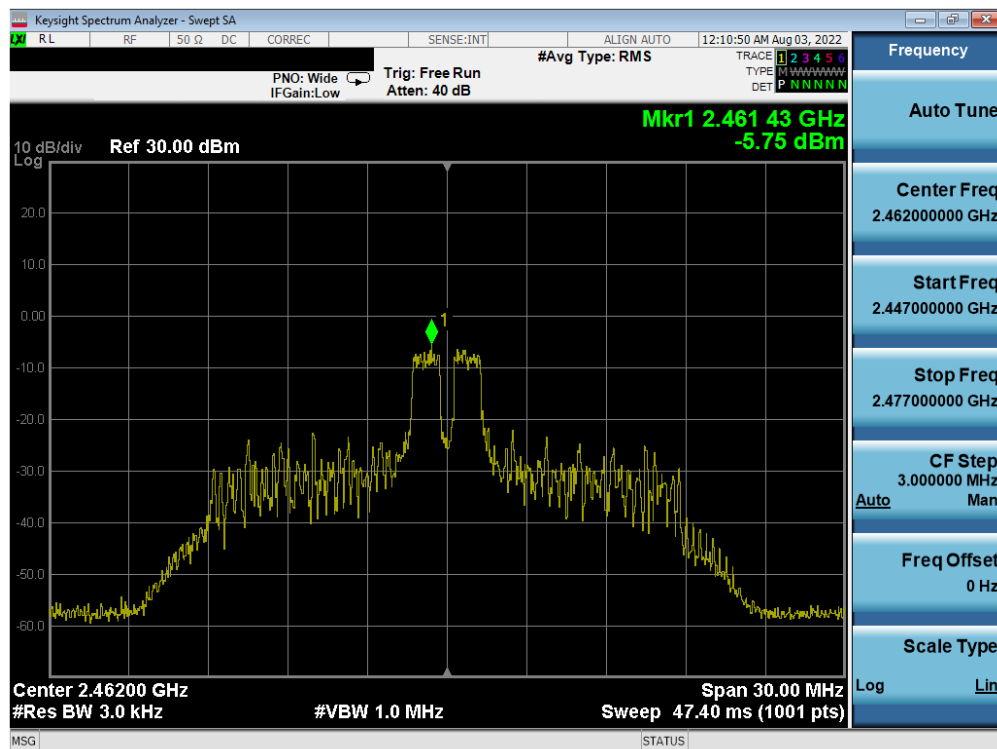 Keysight Spectrum Analyzer - Swept SA
LXI RL RF 50 Ω DC CORREC SENSE:INT ALIGN AUTO 12:10:50 AM Aug 03, 2022
PNO: Wide
IFGain:Low
Trig: Free Run
Atten: 40 dB
#Avg Type: RMS
TRACE 1 2 3 4 5 6
TYPE M WWWWW
DET P N N N N N
Mkr1 2.461 43 GHz
-5.75 dBm
10 dB/div Ref 30.00 dBm
Log
20.0
10.0
0.00
-10.0
-20.0
-30.0
-40.0
-50.0
-60.0
1
Center 2.46200 GHz Span 30.00 MHz
#Res BW 3.0 kHz #VBW 1.0 MHz Sweep 47.40 ms (1001 pts)
MSG STATUS
Frequency
Auto Tune
Center Freq
2.462000000 GHz
Start Freq
2.447000000 GHz
Stop Freq
2.477000000 GHz
CF Step
3.000000 MHz
Auto Man
Freq Offset
0 Hz
Scale Type
Log Lin